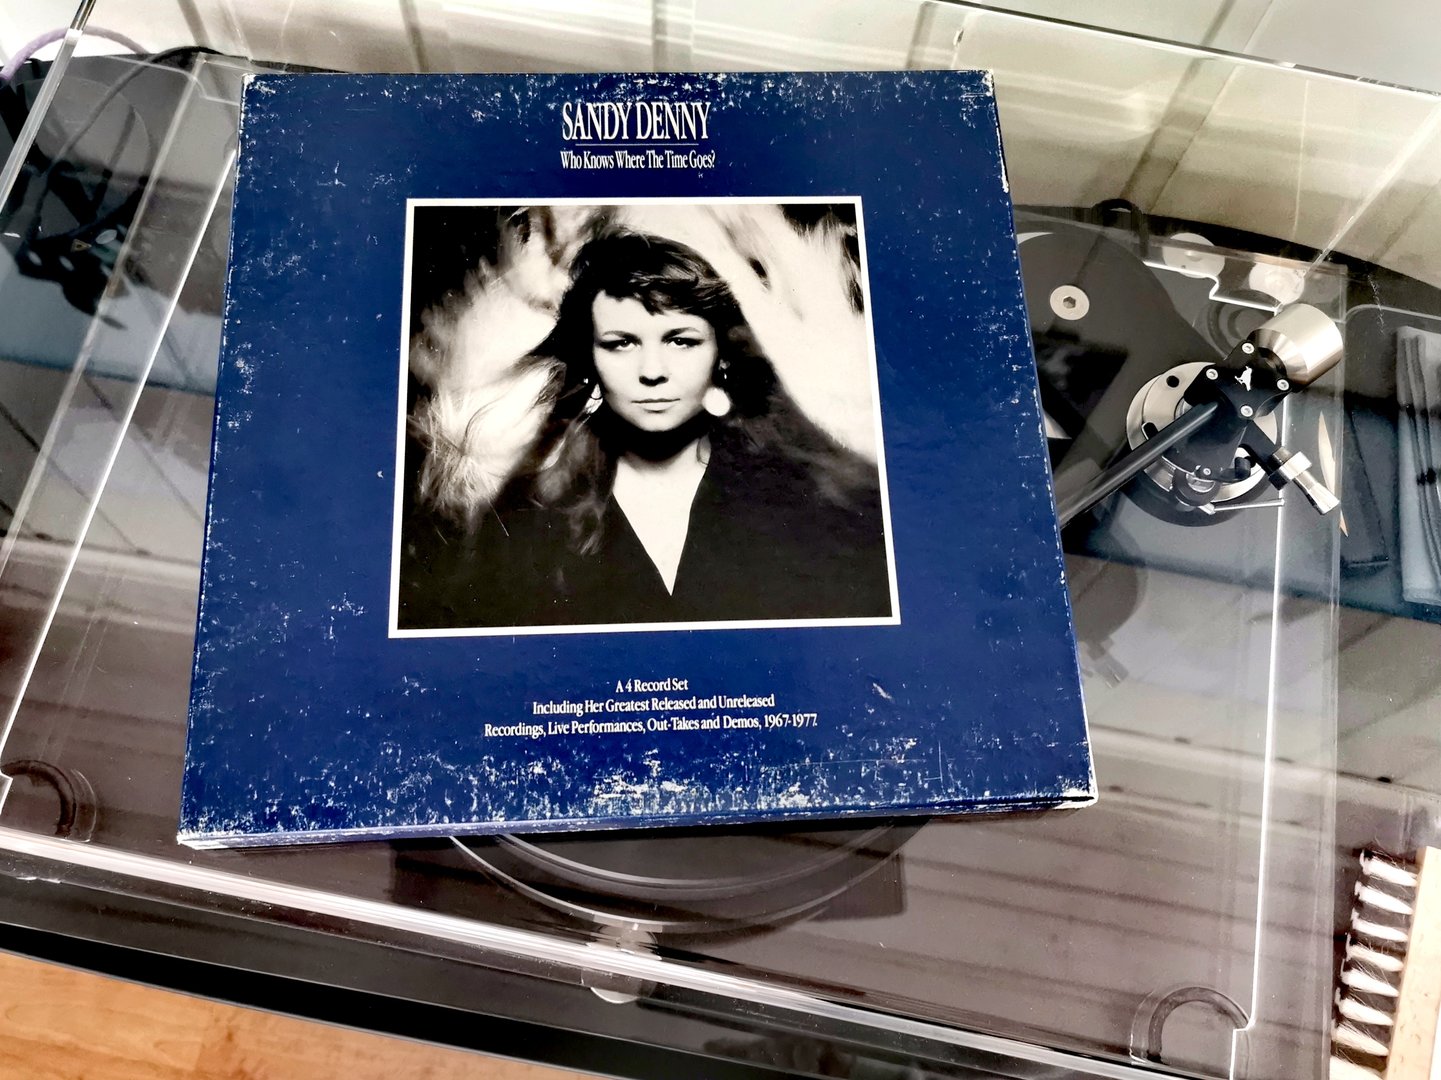 SANDY DENNY
Who Knows Where The Time Goes?
A 4 Record Set
Including Her Greatest Released and Unreleased
Recordings, Live Performances, Out-Takes and Demos, 1967-1977